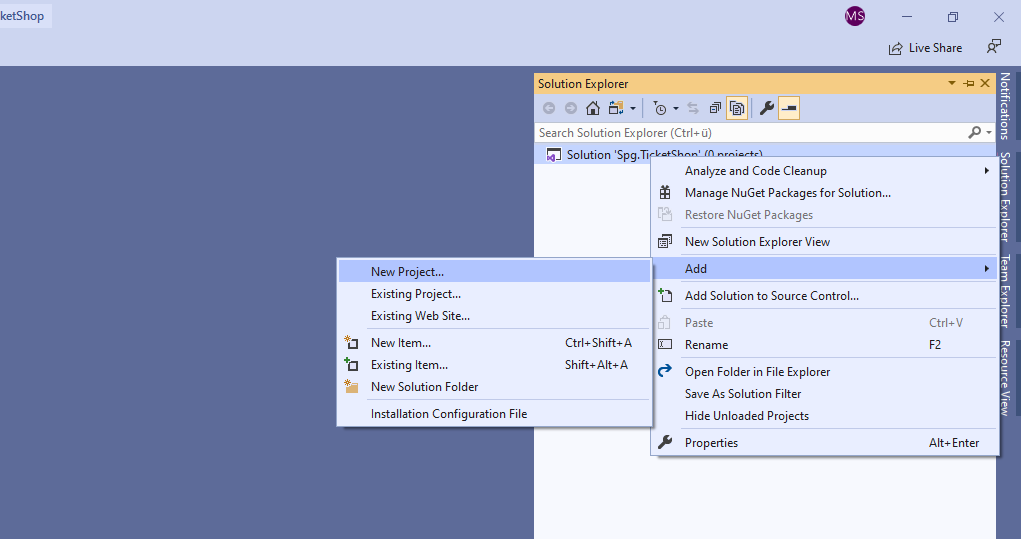 ketShop
MS
Live Share
Solution Explorer
Search Solution Explorer (Ctrl+ü)
Solution 'Spg.TicketShop' (0 projects)
Analyze and Code Cleanup
Manage NuGet Packages for Solution...
Restore NuGet Packages
New Solution Explorer View
Add
Add Solution to Source Control...
Paste Ctrl+V
Rename F2
Open Folder in File Explorer
Save As Solution Filter
Hide Unloaded Projects
Properties Alt+Enter
New Project...
Existing Project...
Existing Web Site...
New Item... Ctrl+Shift+A
Existing Item... Shift+Alt+A
New Solution Folder
Installation Configuration File
Notifications
Solution Explorer
Team Explorer
Resource View